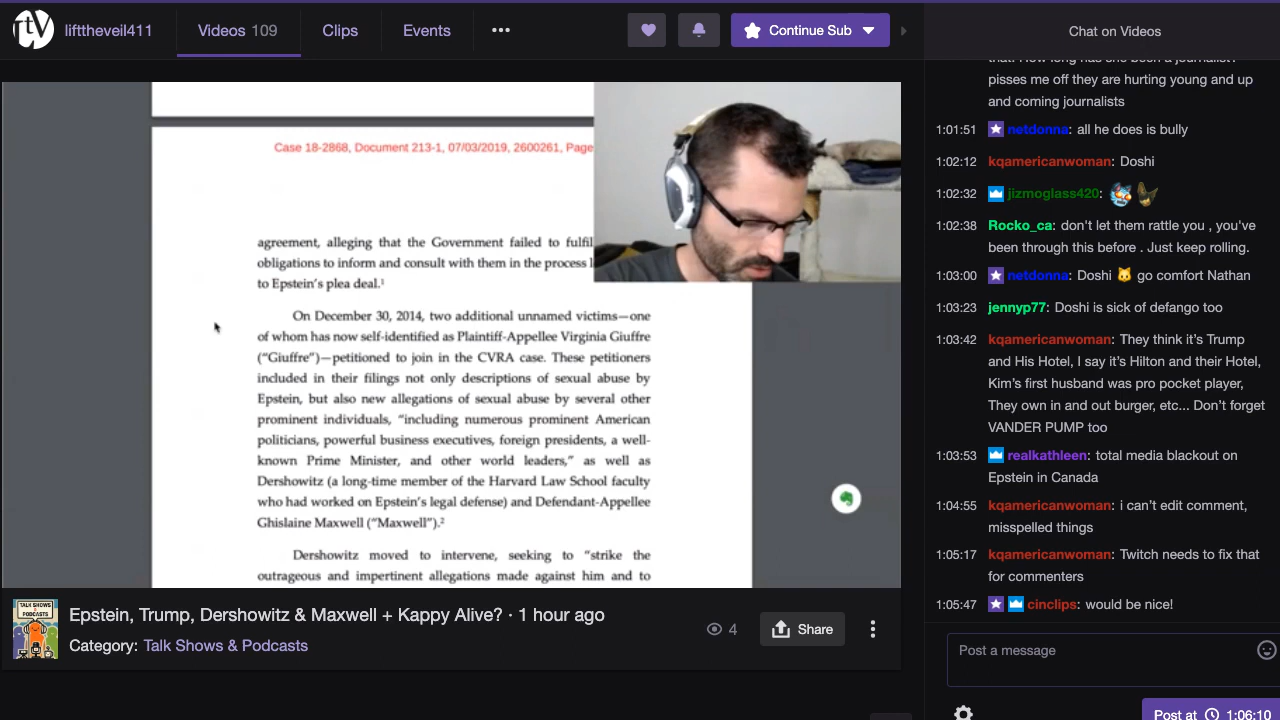 rtv
lifttheveil411
Videos 109
Clips
Events
Continue Sub
Case 18-2868, Document 213-1, 07/03/2019, 2600261, Page
agreement, alleging that the Government failed to fulfil
obligations to inform and consult with them in the process
to Epstein's plea deal.¹
On December 30, 2014, two additional unnamed victims—one
of whom has now self-identified as Plaintiff-Appellee Virginia Giuffre
("Giuffre")—petitioned to join in the CVRA case. These petitioners
included in their filings not only descriptions of sexual abuse by
Epstein, but also new allegations of sexual abuse by several other
prominent individuals, "including numerous prominent American
politicians, powerful business executives, foreign presidents, a well-
known Prime Minister, and other world leaders," as well as
Dershowitz (a long-time member of the Harvard Law School faculty
who had worked on Epstein's legal defense) and Defendant-Appellee
Ghislaine Maxwell ("Maxwell").²
Dershowitz moved to intervene, seeking to "strike the
outrageous and impertinent allegations made against him and to
TALK SHOWS
& PODCASTS
Epstein, Trump, Dershowitz & Maxwell + Kappy Alive? · 1 hour ago
Category: Talk Shows & Podcasts
4
Share
Chat on Videos
that! How long has she been a journalist?
pisses me off they are hurting young and up
and coming journalists
1:01:51 netdonna: all he does is bully
1:02:12 kqamericanwoman: Doshi
1:02:32 jizmoglass420:
1:02:38 Rocko_ca: don't let them rattle you , you've
been through this before . Just keep rolling.
1:03:00 netdonna: Doshi 🐱 go comfort Nathan
1:03:23 jennyp77: Doshi is sick of defango too
1:03:42 kqamericanwoman: They think it's Trump
and His Hotel, I say it's Hilton and their Hotel,
Kim's first husband was pro pocket player,
They own in and out burger, etc... Don't forget
VANDER PUMP too
1:03:53 realkathleen: total media blackout on
Epstein in Canada
1:04:55 kqamericanwoman: i can't edit comment,
misspelled things
1:05:17 kqamericanwoman: Twitch needs to fix that
for commenters
1:05:47 cinclips: would be nice!
Post a message
Post at 1:06:10